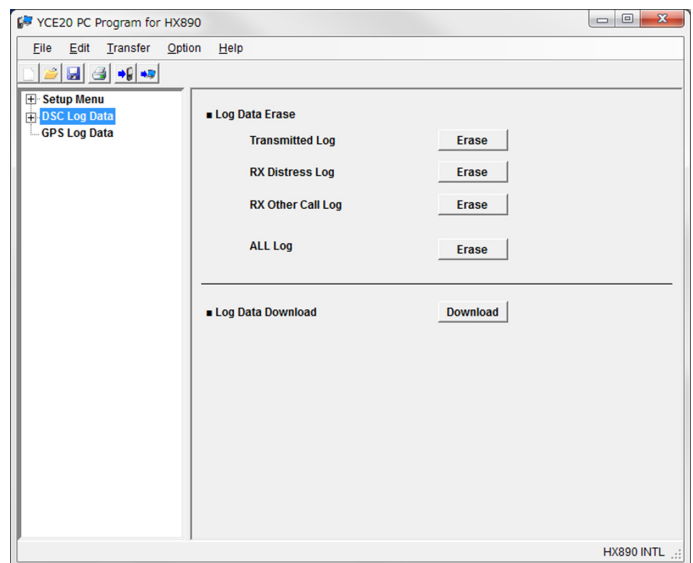 YCE20 PC Program for HX890
File Edit Transfer Option Help
Setup Menu
DSC Log Data
GPS Log Data
■ Log Data Erase
Transmitted Log Erase
RX Distress Log Erase
RX Other Call Log Erase
ALL Log Erase
■ Log Data Download Download
HX890 INTL